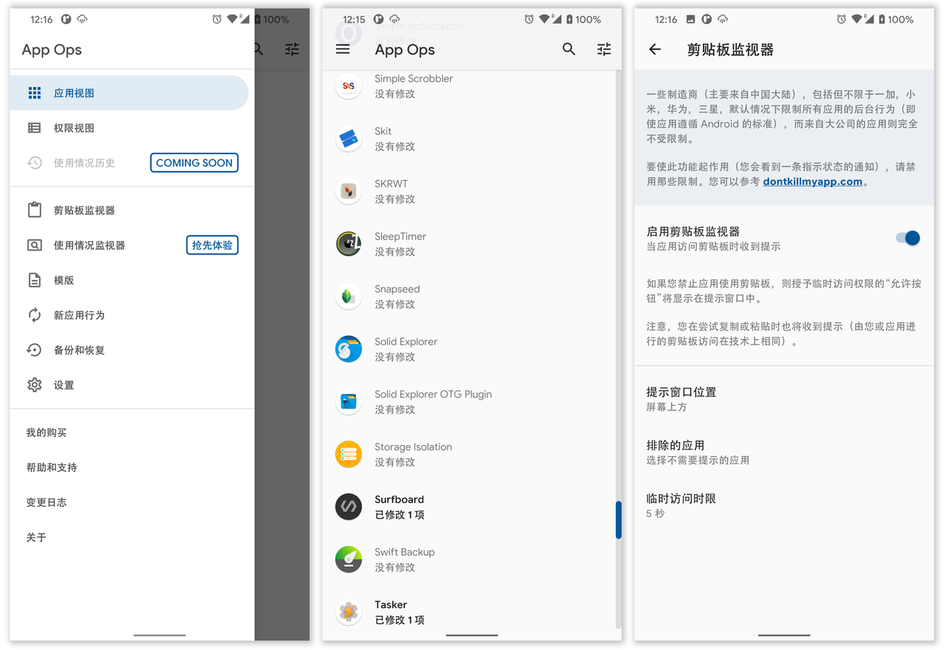 12:16
100%
App Ops
应用视图
权限视图
使用情况历史
COMING SOON
剪贴板监视器
使用情况监视器
抢先体验
模版
新应用行为
备份和恢复
设置
我的购买
帮助和支持
变更日志
关于
12:15
100%
App Ops
Simple Scrobbler
没有修改
Skit
没有修改
SKRWT
没有修改
SleepTimer
没有修改
Snapseed
没有修改
Solid Explorer
没有修改
Solid Explorer OTG Plugin
没有修改
Storage Isolation
没有修改
Surfboard
已修改 1 项
Swift Backup
没有修改
Tasker
已修改 1 项
12:16
100%
剪贴板监视器
一些制造商（主要来自中国大陆），包括但不限于一加，小
米，华为，三星，默认情况下限制所有应用的后台行为（即
使应用遵循 Android 的标准），而来自大公司的应用则完全
不受限制。
要使此功能起作用（您会看到一条指示状态的通知），请禁
用那些限制。您可以参考 dontkillmyapp.com。
启用剪贴板监视器
当应用访问剪贴板时收到提示
如果您禁止应用使用剪贴板，则授予临时访问权限的“允许按
钮”将显示在提示窗口中。
注意，您在尝试复制或粘贴时也将收到提示（由您或应用进
行的剪贴板访问在技术上相同）。
提示窗口位置
屏幕上方
排除的应用
选择不需要提示的应用
临时访问时限
5 秒